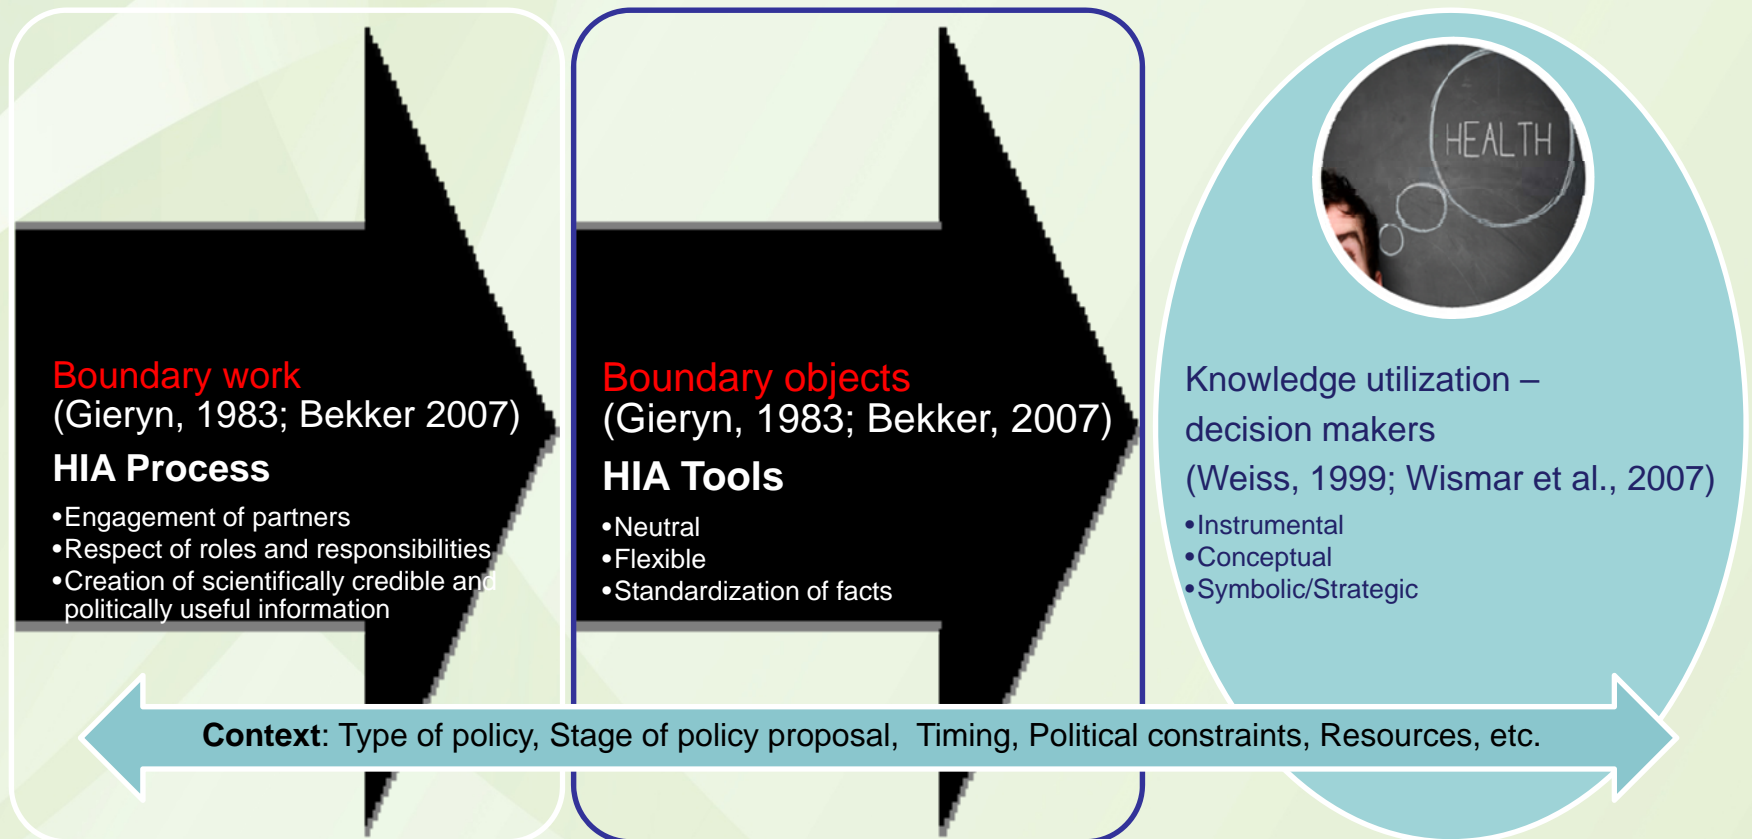 Boundary work
(Gieryn, 1983; Bekker 2007)
HIA Process
•Engagement of partners
•Respect of roles and responsibilities
•Creation of scientifically credible and
politically useful information
Boundary objects
(Gieryn, 1983; Bekker, 2007)
HIA Tools
•Neutral
•Flexible
•Standardization of facts
HEALTH
Knowledge utilization –
decision makers
(Weiss, 1999; Wismar et al., 2007)
•Instrumental
•Conceptual
•Symbolic/Strategic
Context: Type of policy, Stage of policy proposal,  Timing, Political constraints, Resources, etc.